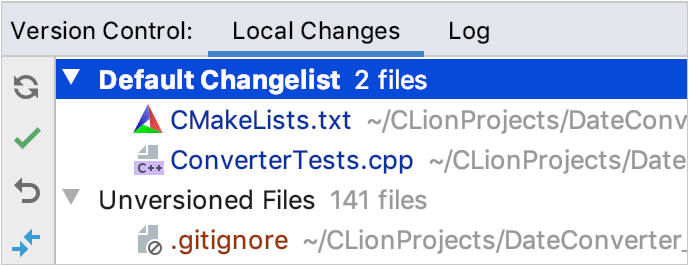 Version Control: Local Changes Log
Default Changelist 2 files
CMakeLists.txt ~/CLionProjects/DateConv
C++ ConverterTests.cpp ~/CLionProjects/Date
Unversioned Files 141 files
.gitignore ~/CLionProjects/DateConverter_